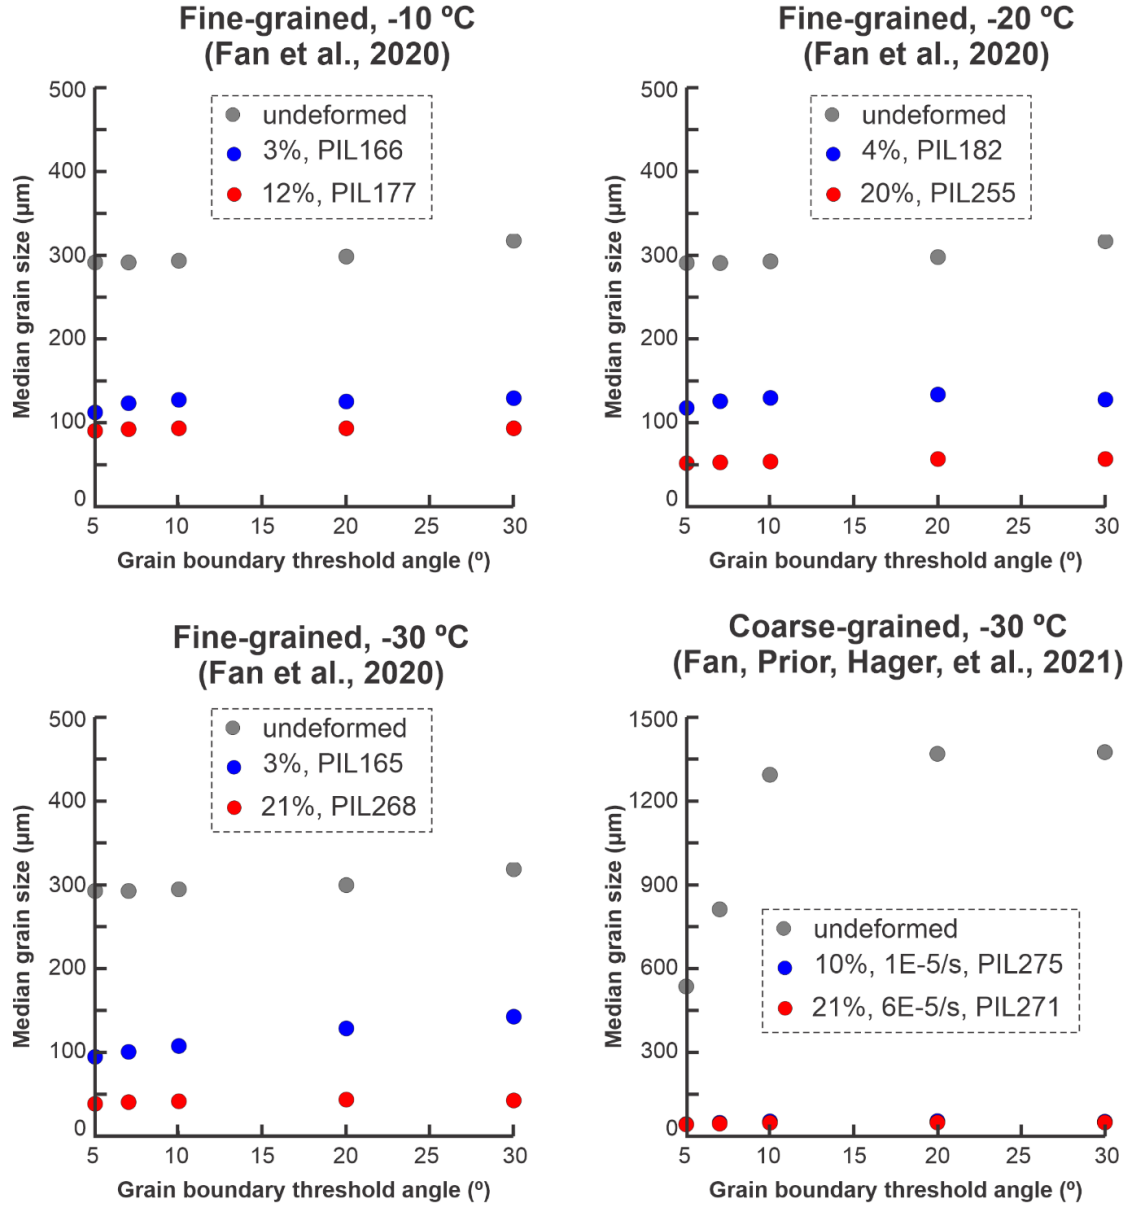 Fine-grained, -10 ºC
(Fan et al., 2020)
500
400
300
200
100
0
Median grain size (µm)
undeformed
3%, PIL166
12%, PIL177
5
10
15
20
25
30
Grain boundary threshold angle (º)
Fine-grained, -20 ºC
(Fan et al., 2020)
500
400
300
200
100
0
Median grain size (µm)
undeformed
4%, PIL182
20%, PIL255
5
10
15
20
25
30
Grain boundary threshold angle (º)
Fine-grained, -30 ºC
(Fan et al., 2020)
500
400
300
200
100
0
Median grain size (µm)
undeformed
3%, PIL165
21%, PIL268
5
10
15
20
25
30
Grain boundary threshold angle (º)
Coarse-grained, -30 ºC
(Fan, Prior, Hager, et al., 2021)
1500
1200
900
600
300
0
Median grain size (µm)
undeformed
10%, 1E-5/s, PIL275
21%, 6E-5/s, PIL271
5
10
15
20
25
30
Grain boundary threshold angle (º)